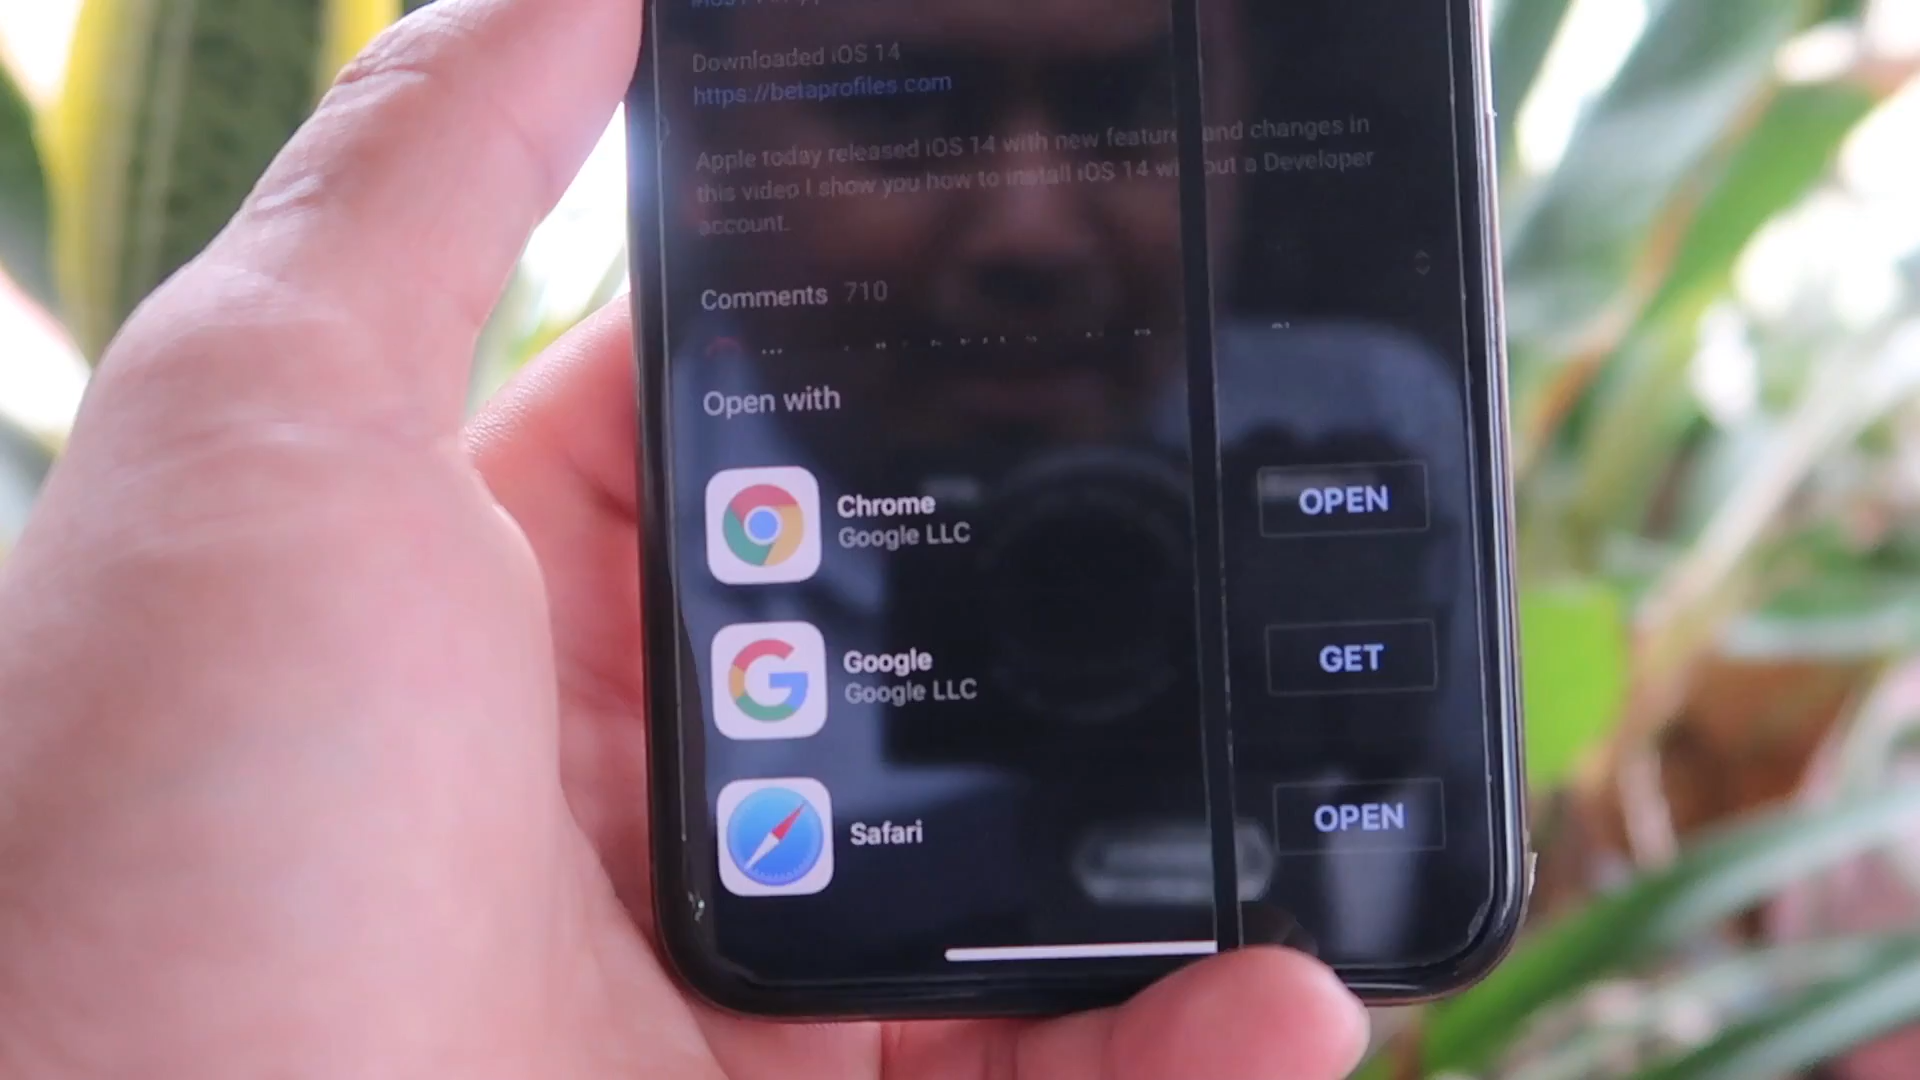 Downloaded iOS 14
https://betaprofiles.com
Apple today released iOS 14 with new feature and changes in
this video I show you how to install iOS 14 without a Developer
account.
Comments 710
Open with
Chrome
Google LLC
OPEN
Google
Google LLC
GET
Safari
OPEN